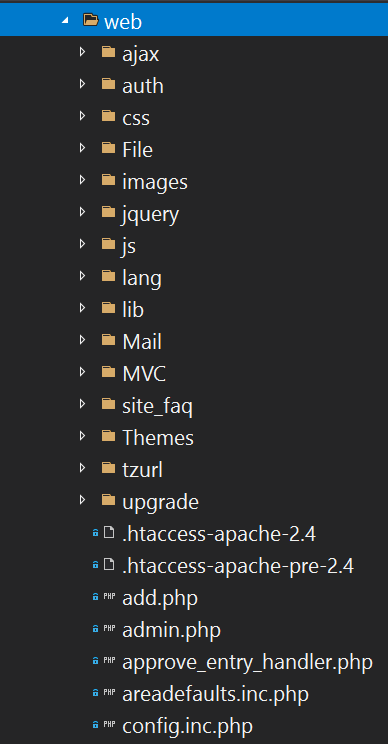 web
ajax
auth
css
File
images
jquery
js
lang
lib
Mail
MVC
site_faq
Themes
tzurl
upgrade
.htaccess-apache-2.4
.htaccess-apache-pre-2.4
PHP add.php
PHP admin.php
PHP approve_entry_handler.php
PHP areadefaults.inc.php
PHP config.inc.php